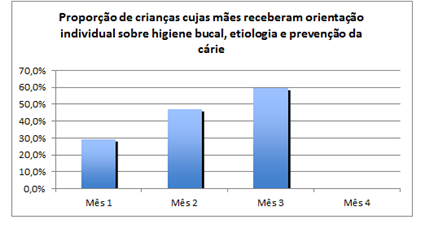 Proporção de crianças cujas mães receberam orientação
individual sobre higiene bucal, etiologia e prevenção da
cárie
70,0%
60,0%
50,0%
40,0%
30,0%
20,0%
10,0%
0,0%
Mês 1 Mês 2 Mês 3 Mês 4